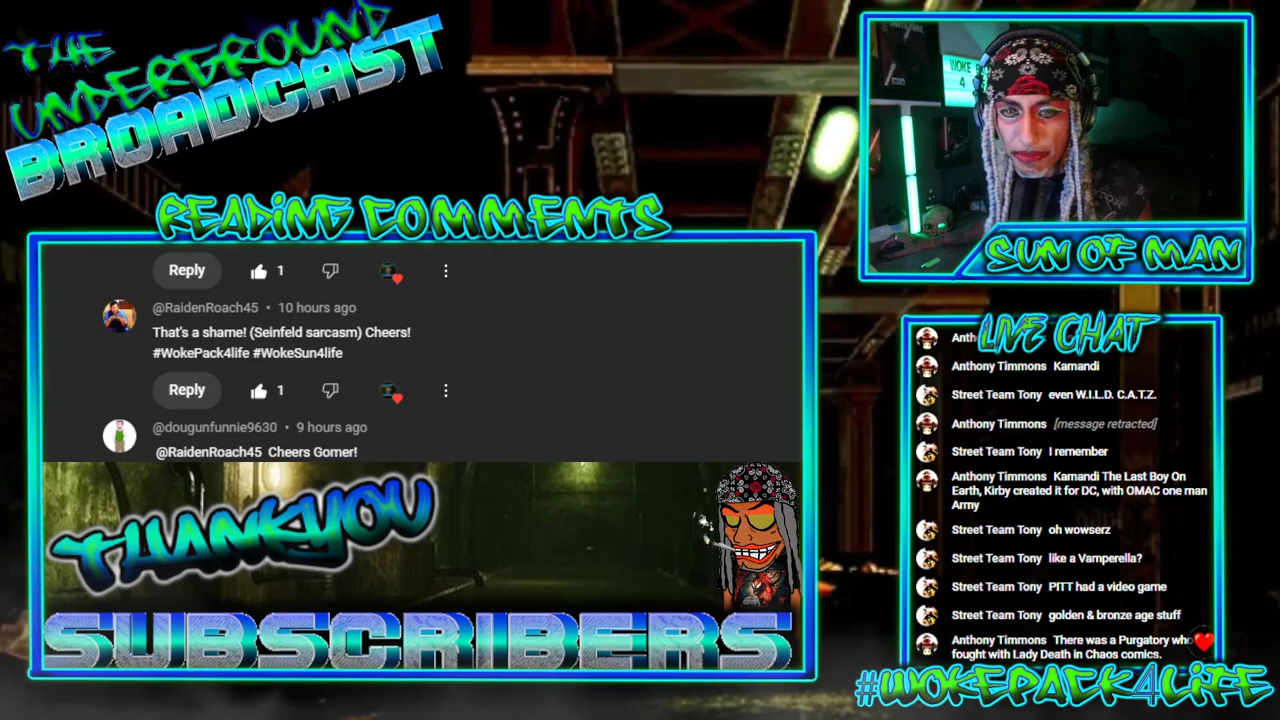 THE
UNDERGROUND
BROADCAST
READING COMMENTS
Reply 1
@RaidenRoach45 • 10 hours ago
That's a shame! (Seinfeld sarcasm) Cheers!
#WokePack4life #WokeSun4life
Reply 1
@dougunfunnie9630 • 9 hours ago
@RaidenRoach45 Cheers Gomer!
THANKYOU
SUBSCRIBERS
WOKE
4
SUN OF MAN
LIVE CHAT
Anth
Anthony Timmons Kamandi
Street Team Tony even W.I.L.D. C.A.T.Z.
Anthony Timmons [message retracted]
Street Team Tony I remember
Anthony Timmons Kamandi The Last Boy On
Earth, Kirby created it for DC, with OMAC one man
Army
Street Team Tony oh wowserz
Street Team Tony like a Vamperella?
Street Team Tony PITT had a video game
Street Team Tony golden & bronze age stuff
Anthony Timmons There was a Purgatory who
fought with Lady Death in Chaos comics.
#WOKEPACK4LIFE